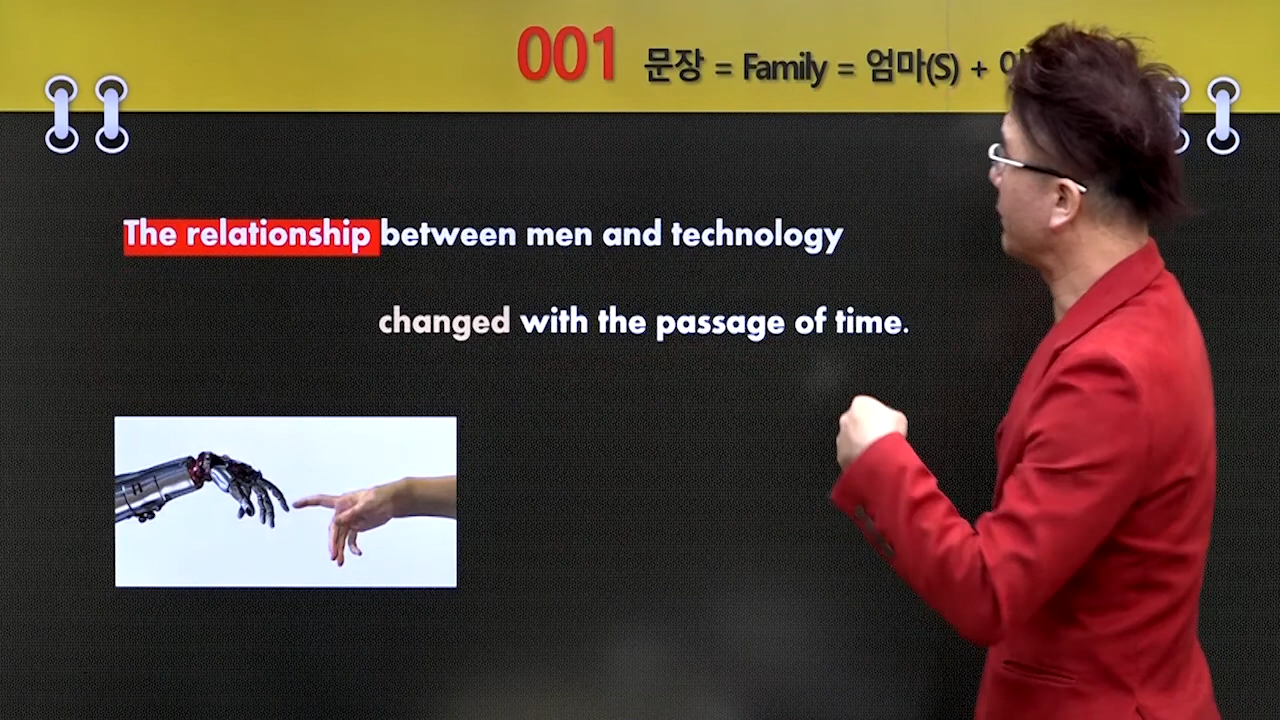 001 문장 = Family = 엄마(S) +
The relationship between men and technology
changed with the passage of time.